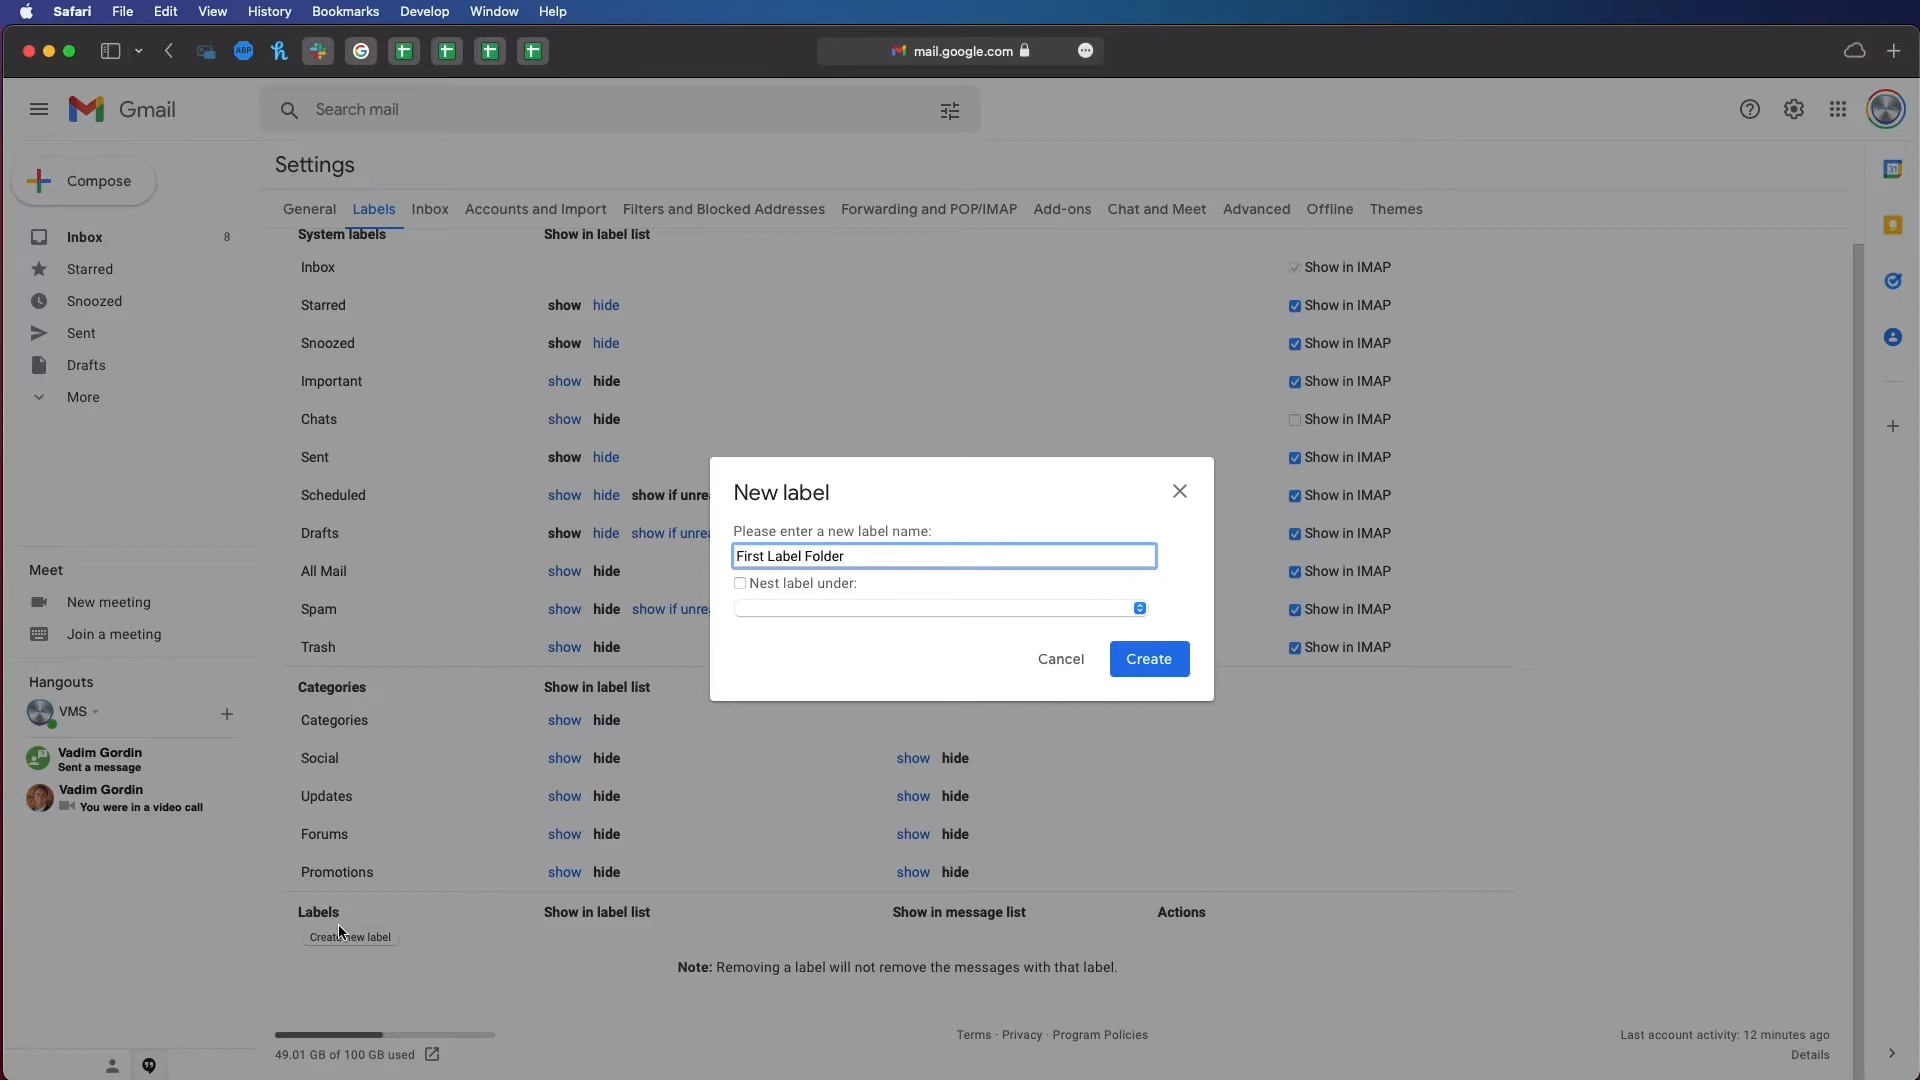 Safari File Edit View History Bookmarks Develop Window Help
ABP
mail.google.com
Gmail
Search mail
Compose
Inbox 8
Starred
Snoozed
Sent
Drafts
More
Meet
New meeting
Join a meeting
Hangouts
VMS
Vadim Gordin
Sent a message
Vadim Gordin
You were in a video call
Settings
General Labels Inbox Accounts and Import Filters and Blocked Addresses Forwarding and POP/IMAP Add-ons Chat and Meet Advanced Offline Themes
System labels Show in label list
Inbox Show in IMAP
Starred show hide Show in IMAP
Snoozed show hide Show in IMAP
Important show hide Show in IMAP
Chats show hide Show in IMAP
Sent show hide Show in IMAP
Scheduled show hide show if unre Show in IMAP
Drafts show hide show if unre Show in IMAP
All Mail show hide Show in IMAP
Spam show hide show if unre Show in IMAP
Trash show hide Show in IMAP
New label
Please enter a new label name:
First Label Folder
Nest label under:
Cancel Create
Categories Show in label list
Categories show hide
Social show hide show hide
Updates show hide show hide
Forums show hide show hide
Promotions show hide show hide
Labels Show in label list Show in message list Actions
Create new label
Note: Removing a label will not remove the messages with that label.
49.01 GB of 100 GB used
Terms · Privacy · Program Policies
Last account activity: 12 minutes ago
Details
31